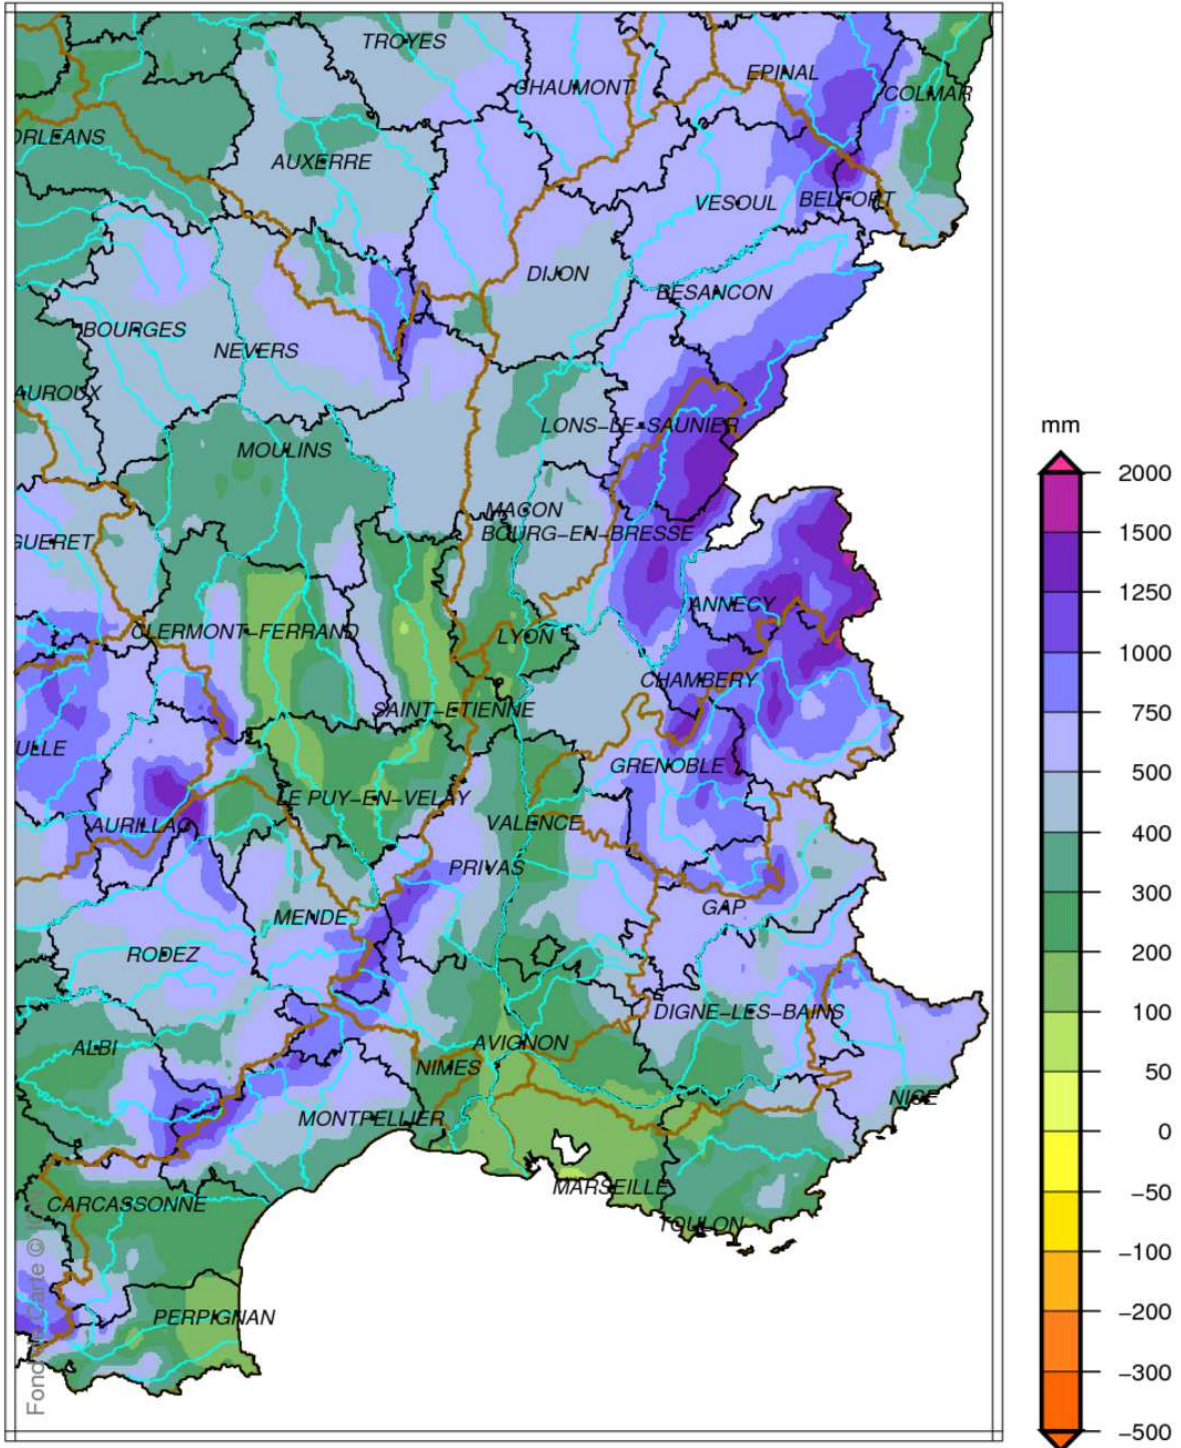 TROYES
CHAUMONT
EPINAL
COLMAR
ORLEANS
AUXERRE
VESOUL
BELFORT
DIJON
BESANCON
BOURGES
NEVERS
AUROUX
LONS-LE-SAUNIER
MOULINS
MACON
BOURG-EN-BRESSE
GUERET
ANNECY
CLERMONT-FERRAND
LYON
CHAMBERY
SAINT-ETIENNE
ULLE
GRENOBLE
LE PUY-EN-VELAY
AURILLAC
VALENCE
PRIVAS
GAP
MENDE
RODEZ
DIGNE-LES-BAINS
ALBI
AVIGNON
NIMES
NICE
MONTPELLIER
MARSEILLE
CARCASSONNE
TOULON
PERPIGNAN
mm
2000
1500
1250
1000
750
500
400
300
200
100
50
0
-50
-100
-200
-300
-500